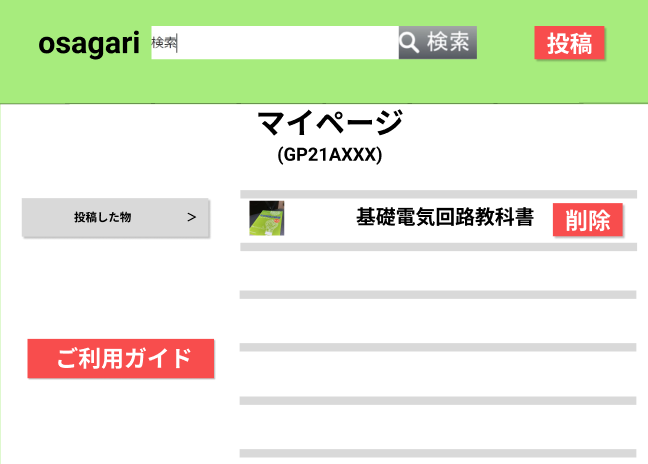 osagari 検索 検索 投稿
マイページ
(GP21AXXX)
投稿した物 >
基礎電気回路教科書 削除
ご利用ガイド